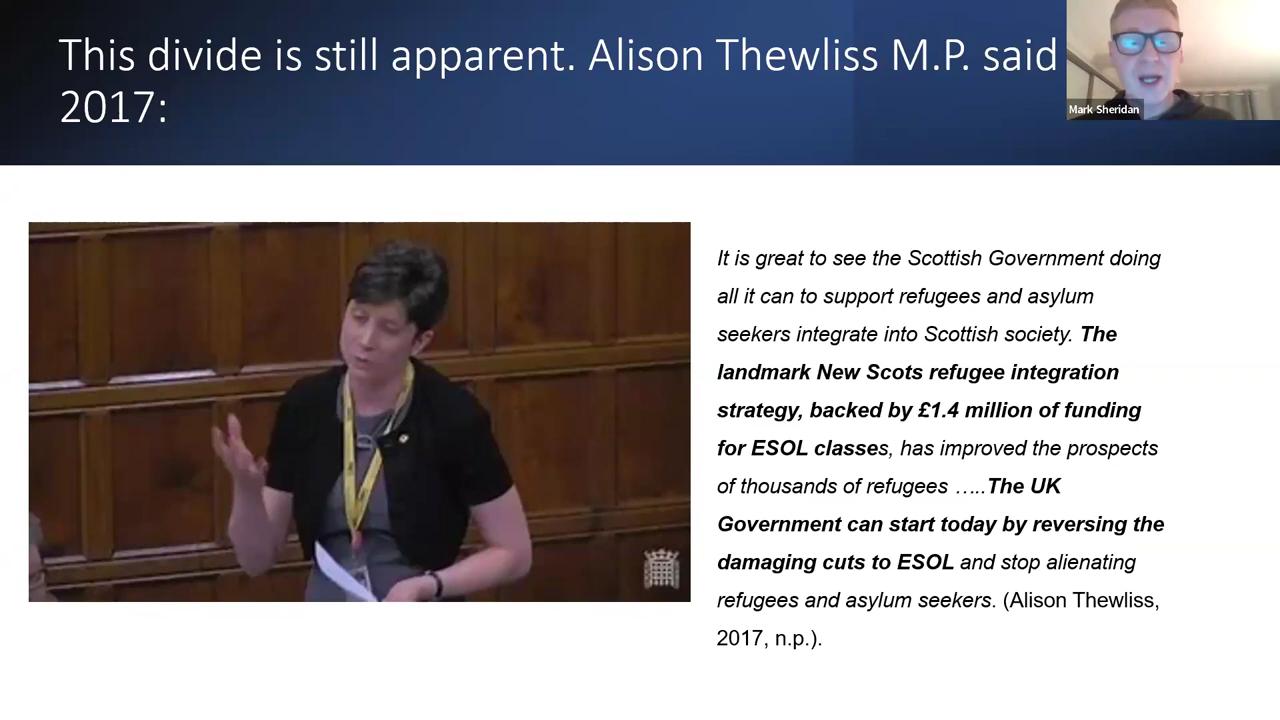 This divide is still apparent. Alison Thewliss M.P. said
2017:
Mark Sheridan
It is great to see the Scottish Government doing
all it can to support refugees and asylum
seekers integrate into Scottish society. The
landmark New Scots refugee integration
strategy, backed by £1.4 million of funding
for ESOL classes, has improved the prospects
of thousands of refugees …..The UK
Government can start today by reversing the
damaging cuts to ESOL and stop alienating
refugees and asylum seekers. (Alison Thewliss,
2017, n.p.).